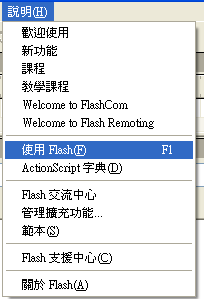 說明(H)
歡迎使用
新功能
課程
教學課程
Welcome to FlashCom
Welcome to Flash Remoting
使用 Flash(F) F1
ActionScript 字典(D)
Flash 交流中心
管理擴充功能...
範本(S)
Flash 支援中心(C)
關於 Flash(A)